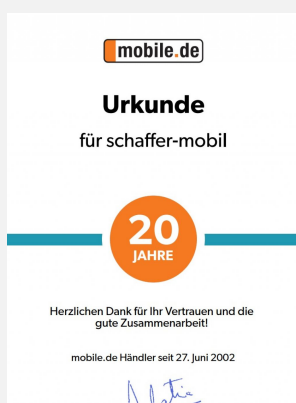 mobile.de
Urkunde
für schaffer-mobil
20
JAHRE
Herzlichen Dank für Ihr Vertrauen und die
gute Zusammenarbeit!
mobile.de Händler seit 27. Juni 2002